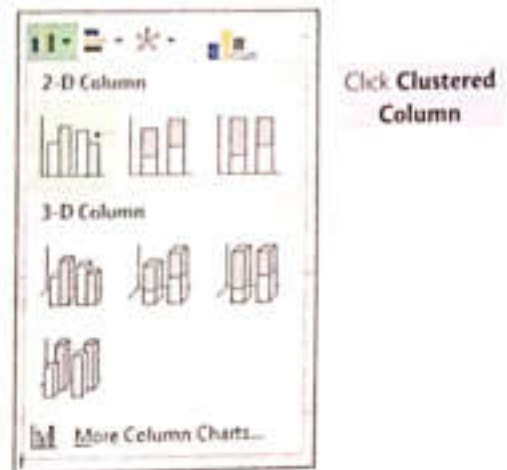 2-D Column
Click Clustered
Column
3-D Column
More Column Charts...